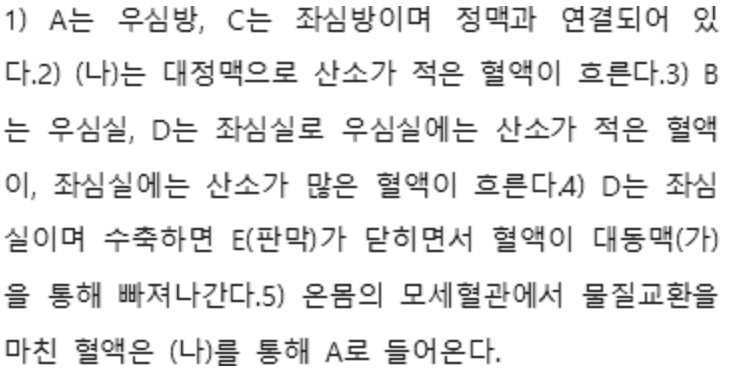 1) A는 우심방, C는 좌심방이며 정맥과 연결되어 있
다.2) (나)는 대정맥으로 산소가 적은 혈액이 흐른다.3) B
는 우심실, D는 좌심실로 우심실에는 산소가 적은 혈액
이, 좌심실에는 산소가 많은 혈액이 흐른다.4) D는 좌심
실이며 수축하면 E(판막)가 닫히면서 혈액이 대동맥(가)
을 통해 빠져나간다.5) 온몸의 모세혈관에서 물질교환을
마친 혈액은 (나)를 통해 A로 들어온다.